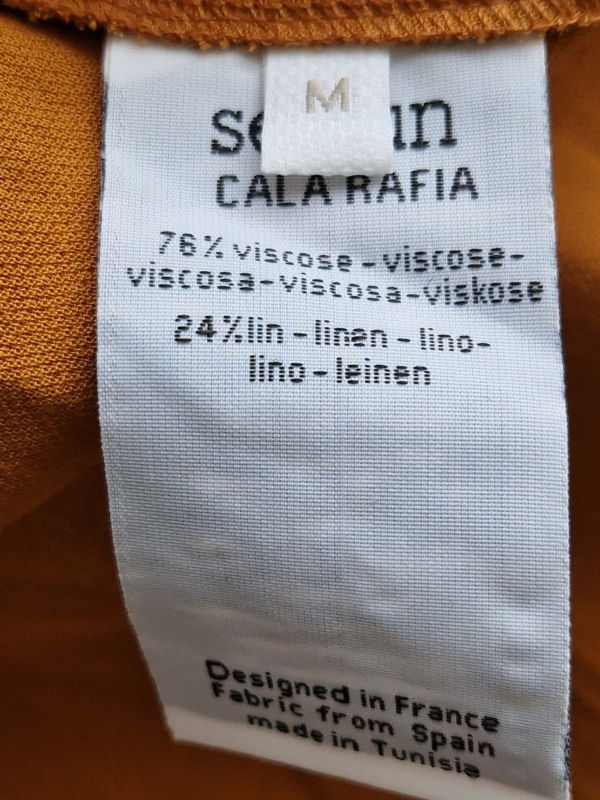 M
CALA RAFIA
76% viscose - viscose-
viscosa-viscosa-viskose
24%lin - linen - lino-
lino - leinen
Designed in France
Fabric from Spain
made in Tunisia